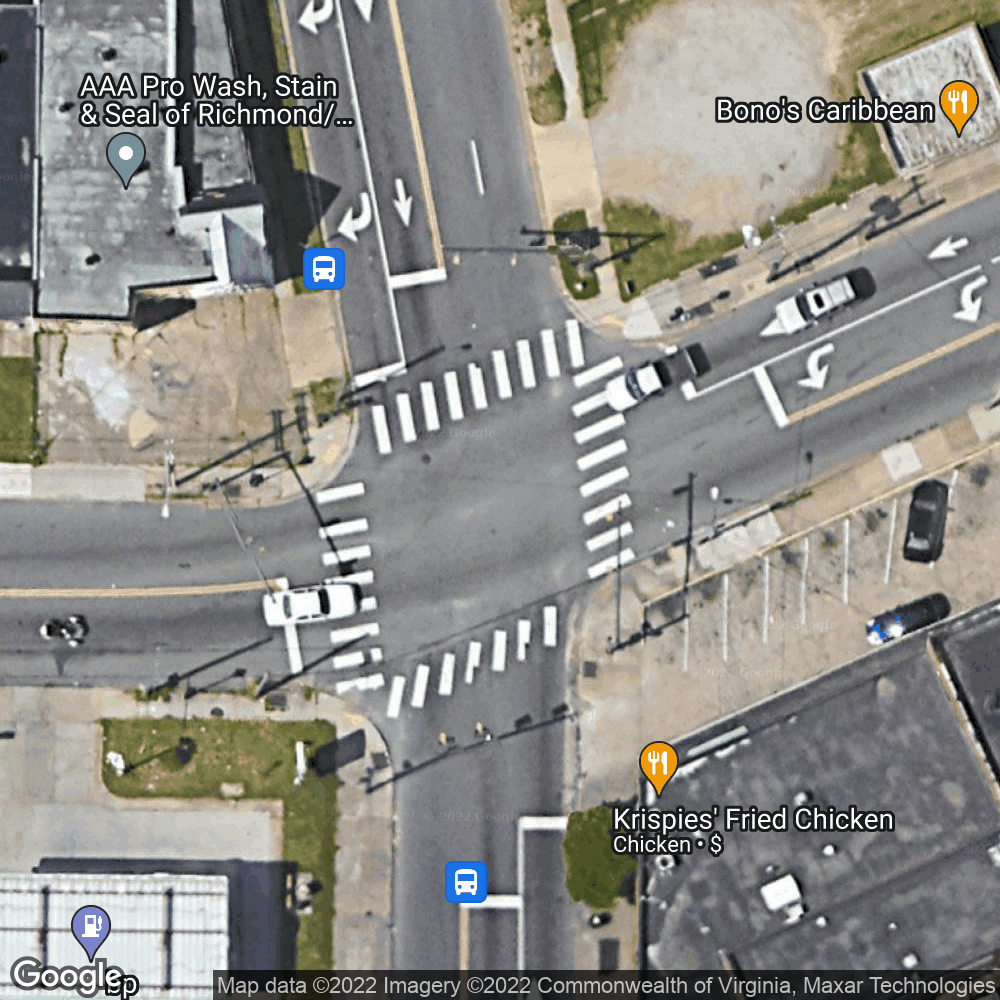 AAA Pro Wash, Stain
& Seal of Richmond/...
Bono's Caribbean
Krispies' Fried Chicken
Chicken • $
Google
Map data ©2022 Imagery ©2022 Commonwealth of Virginia, Maxar Technologies